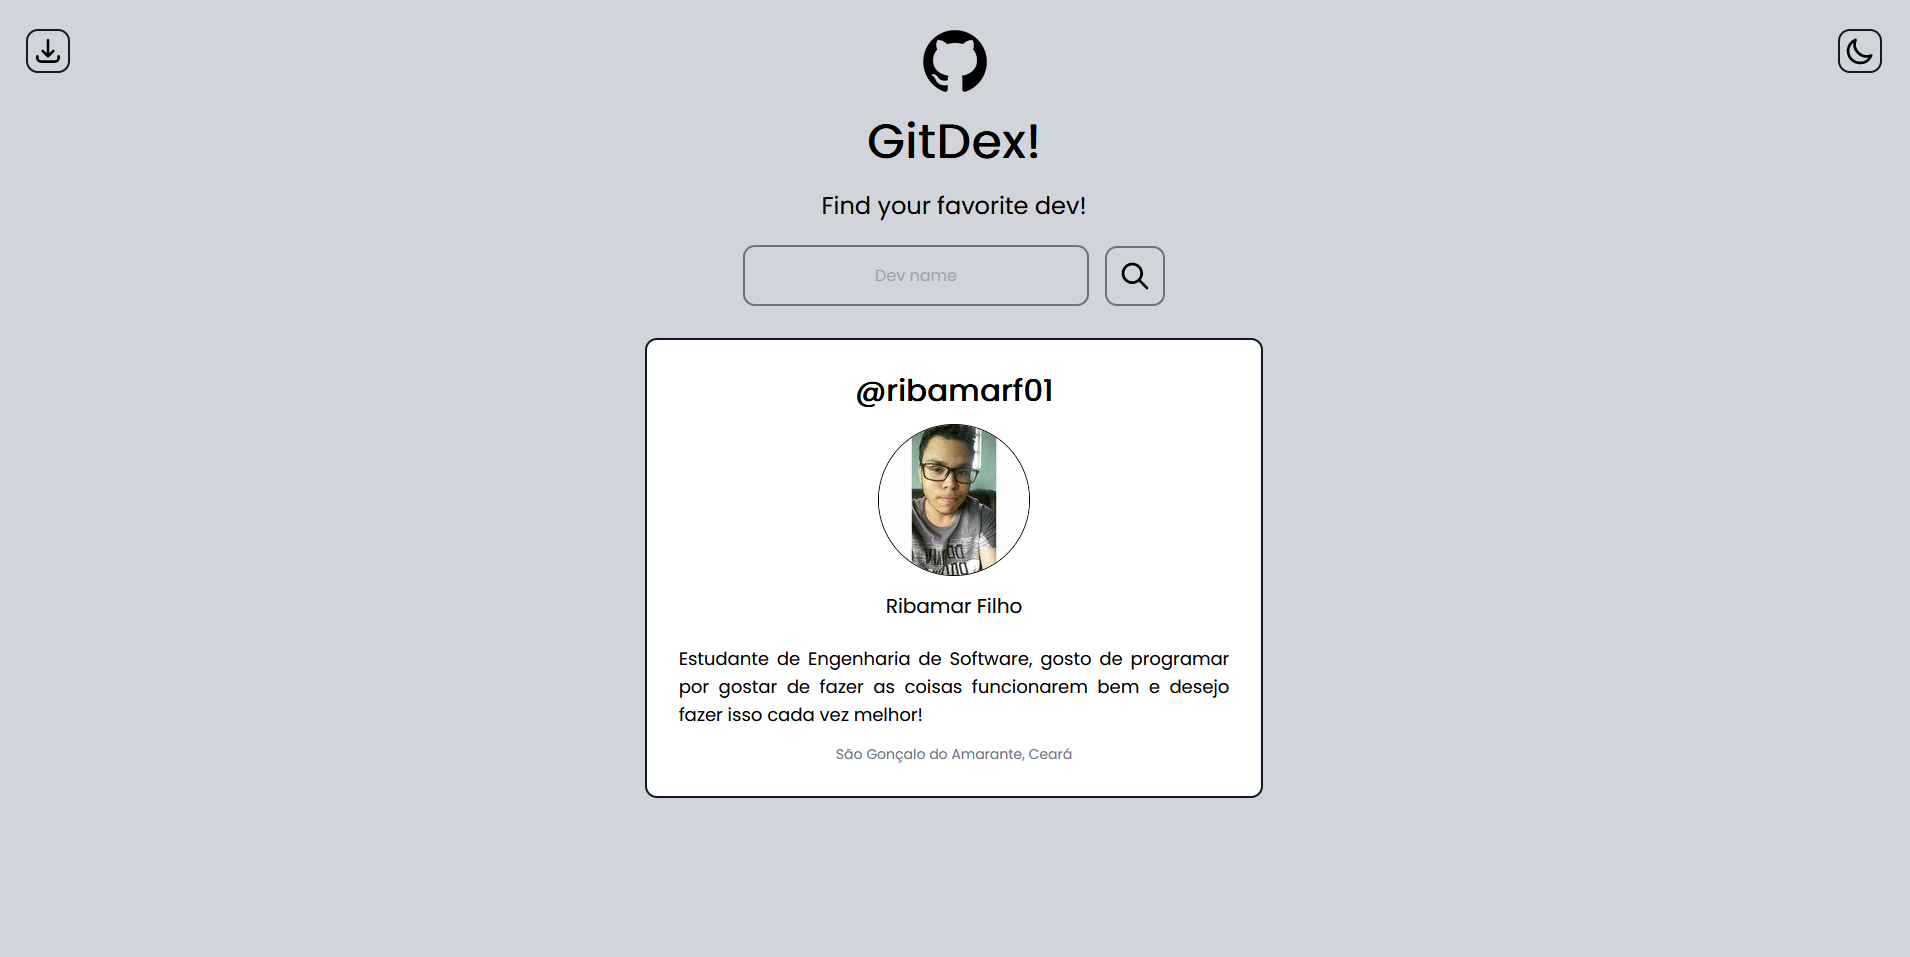 GitDex!
Find your favorite dev!
Dev name
@ribamarf01
Ribamar Filho
Estudante de Engenharia de Software, gosto de programar
por gostar de fazer as coisas funcionarem bem e desejo
fazer isso cada vez melhor!
São Gonçalo do Amarante, Ceará